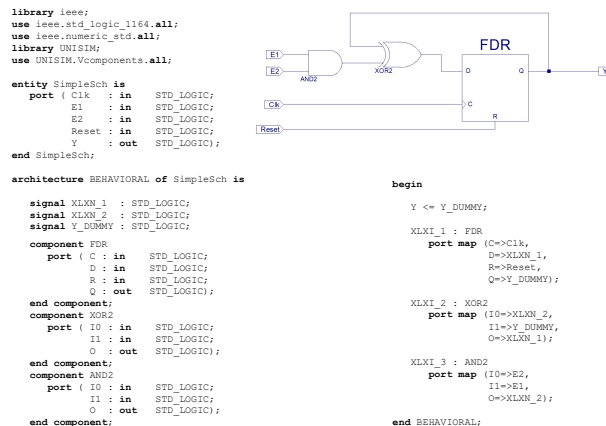 library ieee;
use ieee.std_logic_1164.all;
use ieee.numeric_std.all;
library UNISIM;
use UNISIM.Vcomponents.all;
entity SimpleSch is
port ( Clk : in STD_LOGIC;
E1 : in STD_LOGIC;
E2 : in STD_LOGIC;
Reset : in STD_LOGIC;
Y : out STD_LOGIC);
end SimpleSch;
E1
E2
AND2
XOR2
FDR
D
Q
C
R
Clk
Reset
Y
architecture BEHAVIORAL of SimpleSch is
signal XLXN_1 : STD_LOGIC;
signal XLXN_2 : STD_LOGIC;
signal Y_DUMMY : STD_LOGIC;
component FDR
port ( C : in STD_LOGIC;
D : in STD_LOGIC;
R : in STD_LOGIC;
Q : out STD_LOGIC);
end component;
component XOR2
port ( I0 : in STD_LOGIC;
I1 : in STD_LOGIC;
O : out STD_LOGIC);
end component;
component AND2
port ( I0 : in STD_LOGIC;
I1 : in STD_LOGIC;
O : out STD_LOGIC);
end component;
begin
Y <= Y_DUMMY;
XLXI_1 : FDR
port map (C=>Clk,
D=>XLXN_1,
R=>Reset,
Q=>Y_DUMMY);
XLXI_2 : XOR2
port map (I0=>XLXN_2,
I1=>Y_DUMMY,
O=>XLXN_1);
XLXI_3 : AND2
port map (I0=>E2,
I1=>E1,
O=>XLXN_2);
end BEHAVIORAL;